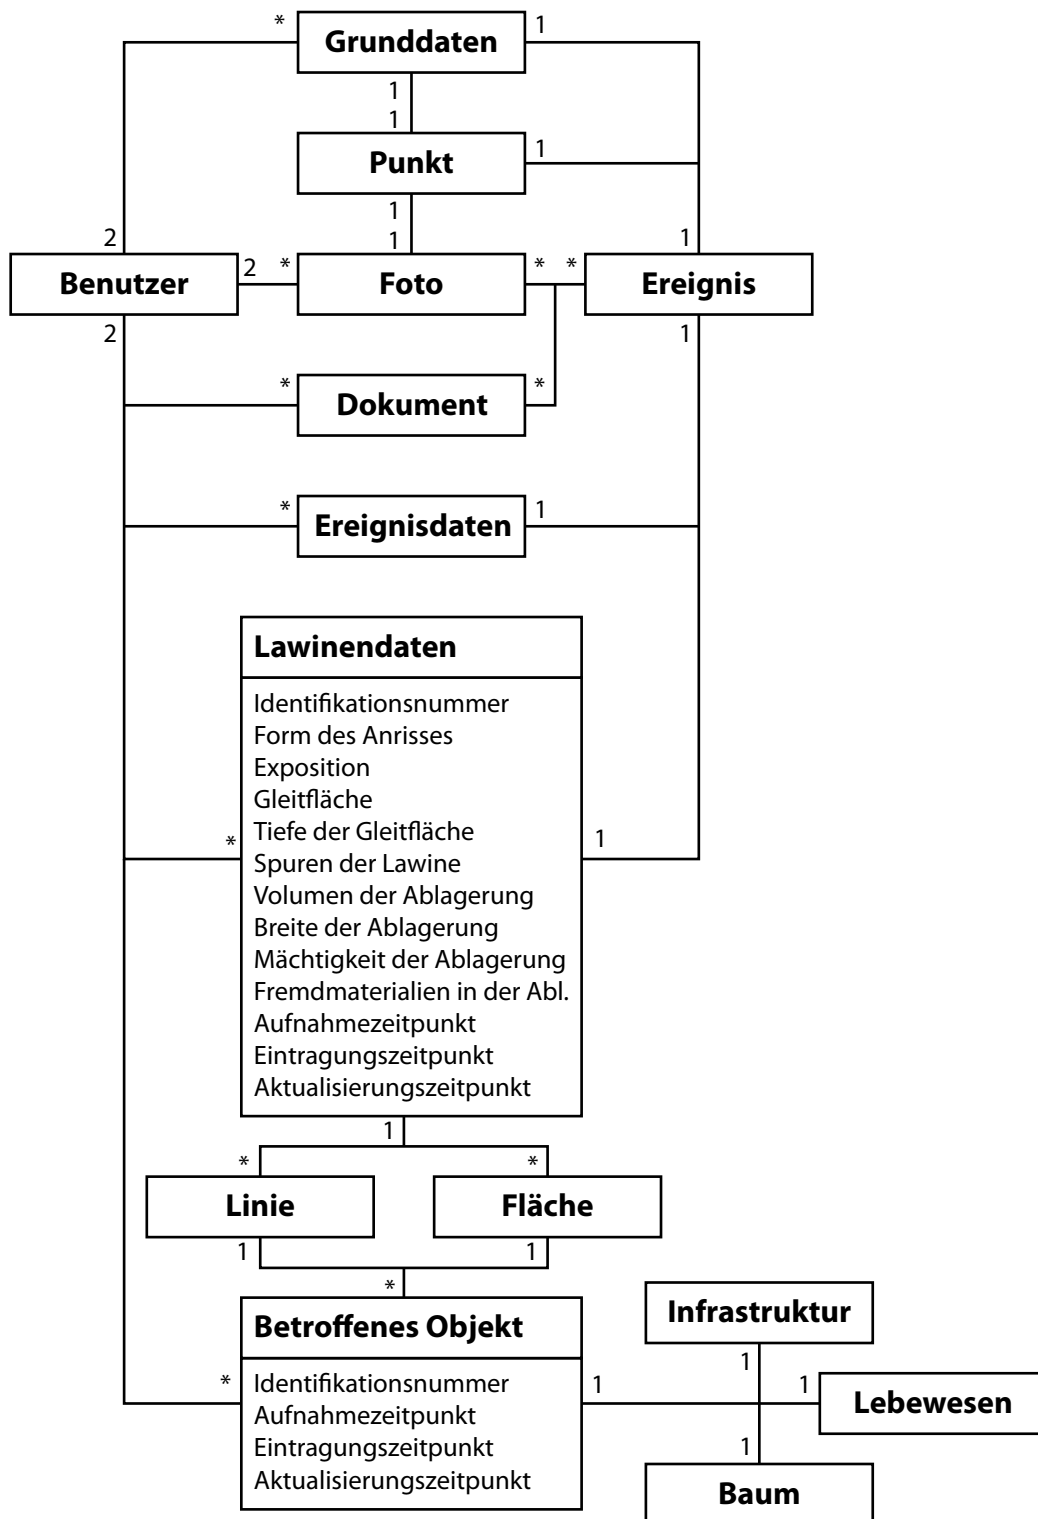 * Grunddaten 1
1
1
Punkt 1
1
2 1 1
Benutzer 2 * Foto * * Ereignis
2 1
* Dokument *
* Ereignisdaten 1
Lawinendaten
Identifikationsnummer
Form des Anrisses
Exposition
Gleitfläche
Tiefe der Gleitfläche
* 1
Spuren der Lawine
Volumen der Ablagerung
Breite der Ablagerung
Mächtigkeit der Ablagerung
Fremdmaterialien in der Abl.
Aufnahmezeitpunkt
Eintragungszeitpunkt
Aktualisierungszeitpunkt
1
* *
Linie Fläche
1 1
*
Betroffenes Objekt
Infrastruktur
1
* Identifikationsnummer 1 1
Aufnahmezeitpunkt
Lebewesen
Eintragungszeitpunkt
1
Aktualisierungszeitpunkt
Baum